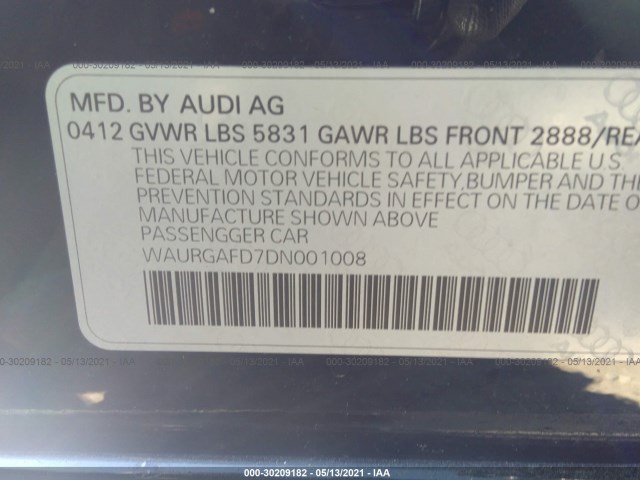 MFD. BY AUDI AG
0412 GVWR LBS 5831 GAWR LBS FRONT 2888/REA
THIS VEHICLE CONFORMS TO ALL APPLICABLE U S
FEDERAL MOTOR VEHICLE SAFETY,BUMPER AND THE
PREVENTION STANDARDS IN EFFECT ON THE DATE O
MANUFACTURE SHOWN ABOVE
PASSENGGER CAR
WAURGAFD7DN001008
000-30209182 - 05/13/2021 - IAA